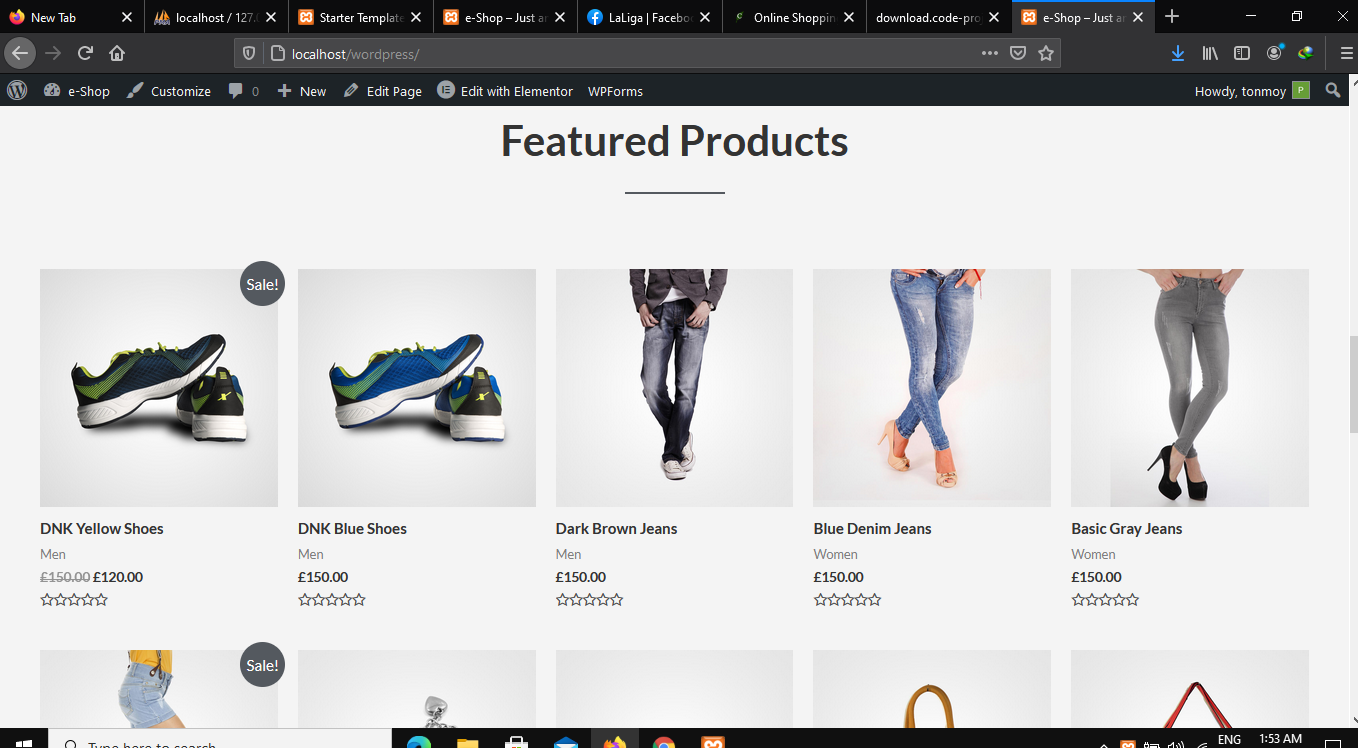 New Tab
localhost / 127.0
Starter Template
e-Shop – Just an
LaLiga | Facebo
Online Shoppin
download.code-pro
e-Shop – Just an
localhost/wordpress/
e-Shop
Customize
0
New
Edit Page
Edit with Elementor
WPForms
Howdy, tonmoy
P
Featured Products
Sale!
DNK Yellow Shoes
Men
£150.00 £120.00
DNK Blue Shoes
Men
£150.00
Dark Brown Jeans
Men
£150.00
Blue Denim Jeans
Women
£150.00
Basic Gray Jeans
Women
£150.00
Sale!
Type here to search
ENG
1:53 AM